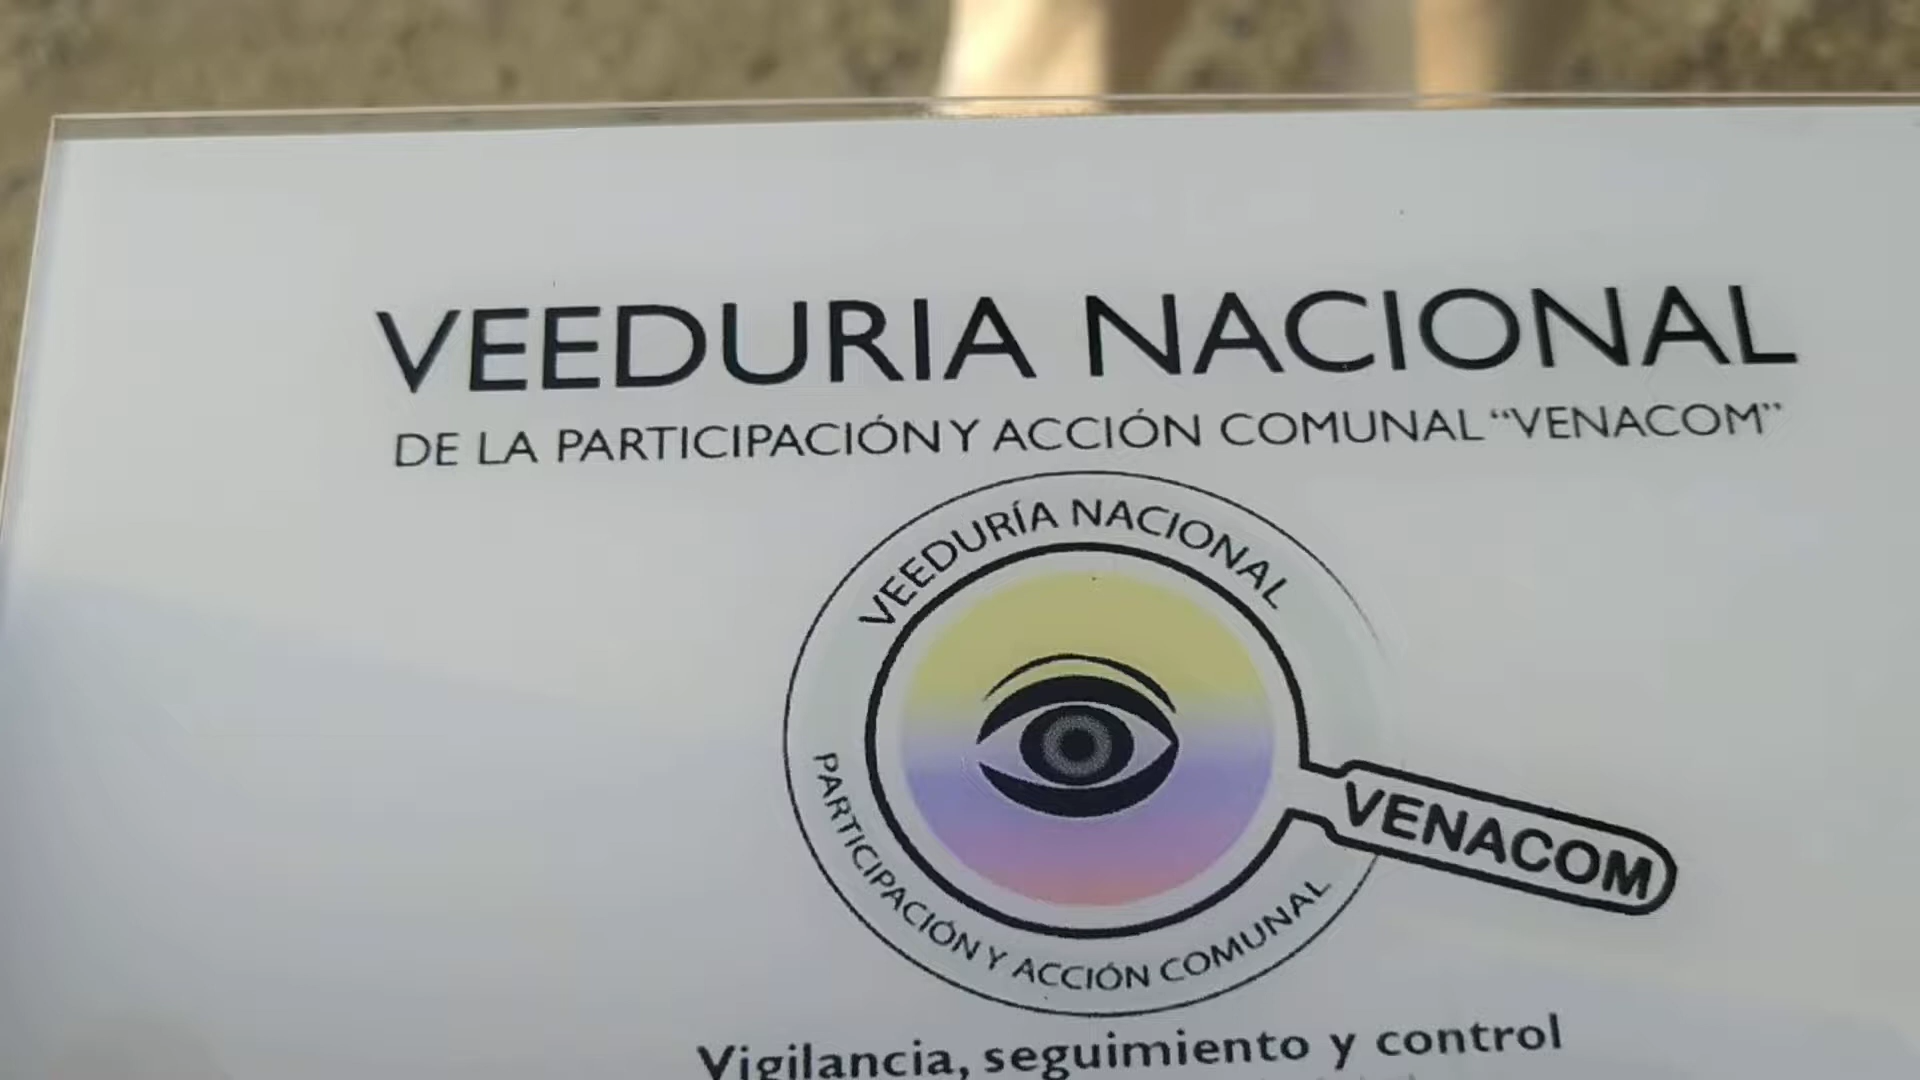 VEEDURIA NACIONAL
DE LA PARTICIPACIÓN Y ACCIÓN COMUNAL “VENACOM”
VEEDURÍA NACIONAL
PARTICIPACIÓN Y ACCIÓN COMUNAL
VENACOM
Vigilancia, seguimiento y control